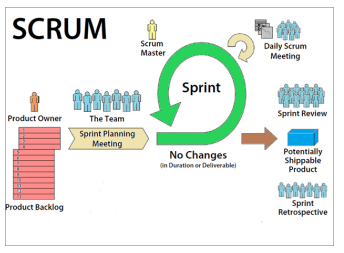 SCRUM
Scrum
Master
Daily Scrum
Meeting
Sprint
Product Owner
The Team
Sprint Review
Sprint Planning
Meeting
No Changes
(in Duration or Deliverable)
Potentially
Shippable
Product
Product Backlog
Sprint
Retrospective